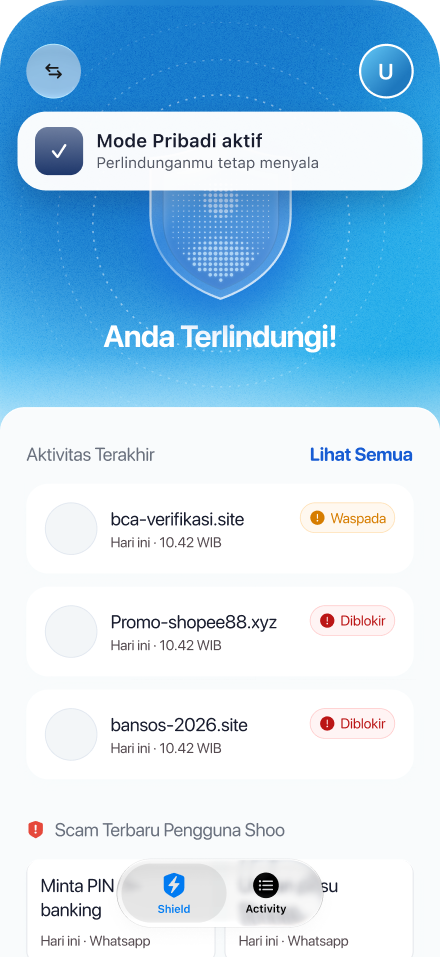 U
Mode Pribadi aktif
Perlindunganmu tetap menyala
Anda Terlindungi!
Aktivitas Terakhir
Lihat Semua
bca-verifikasi.site
Waspada
Hari ini · 10.42 WIB
Promo-shopee88.xyz
Diblokir
Hari ini · 10.42 WIB
bansos-2026.site
Diblokir
Hari ini · 10.42 WIB
Scam Terbaru Pengguna Shoo
Minta PIN
banking
Hari ini · Whatsapp
Hari ini · Whatsapp
Shield
Activity